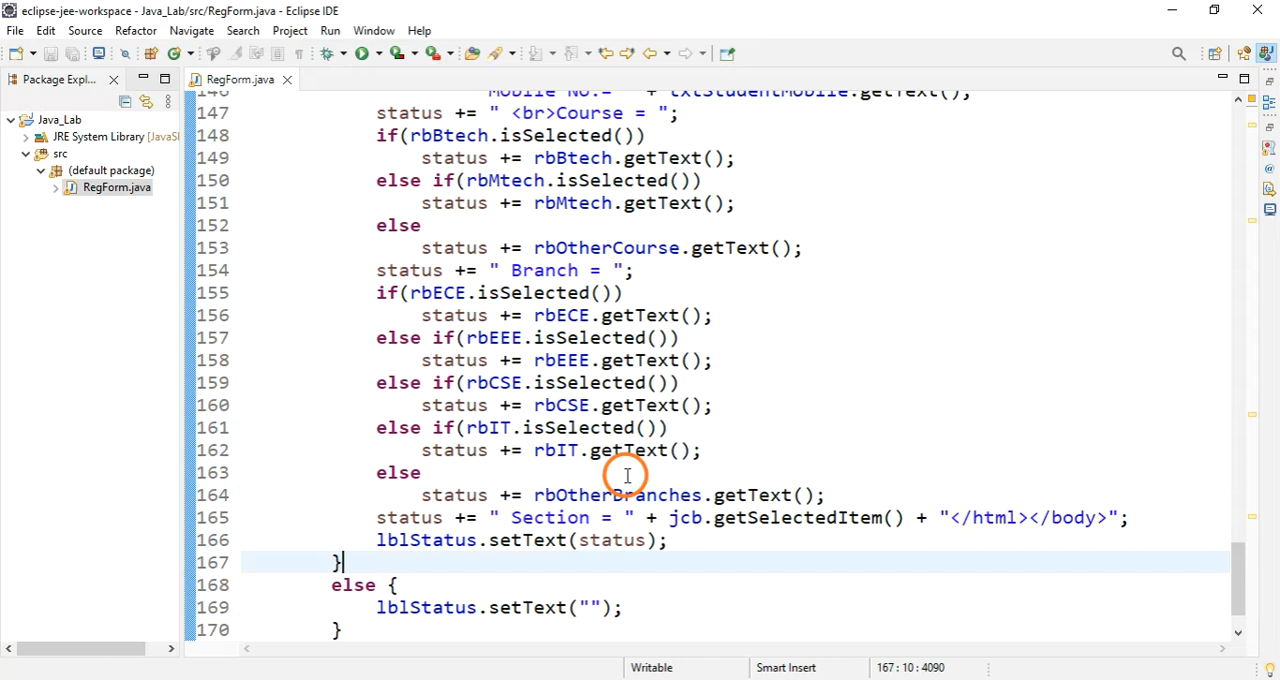 eclipse-jee-workspace - Java_Lab/src/RegForm.java - Eclipse IDE
File Edit Source Refactor Navigate Search Project Run Window Help
Package Expl...
RegForm.java
Java_Lab
JRE System Library [JavaS
src
(default package)
RegForm.java
146 "Mobile No.= " + txtStudentMobile.getText();
147 status += " <br>Course = ";
148 if(rbBtech.isSelected())
149 status += rbBtech.getText();
150 else if(rbMtech.isSelected())
151 status += rbMtech.getText();
152 else
153 status += rbOtherCourse.getText();
154 status += " Branch = ";
155 if(rbECE.isSelected())
156 status += rbECE.getText();
157 else if(rbEEE.isSelected())
158 status += rbEEE.getText();
159 else if(rbCSE.isSelected())
160 status += rbCSE.getText();
161 else if(rbIT.isSelected())
162 status += rbIT.getText();
163 else
164 status += rbOtherBranches.getText();
165 status += " Section = " + jcb.getSelectedItem() + "</html></body>";
166 lblStatus.setText(status);
167 }
168 else {
169 lblStatus.setText("");
170 }
Writable Smart Insert 167 : 10 : 4090